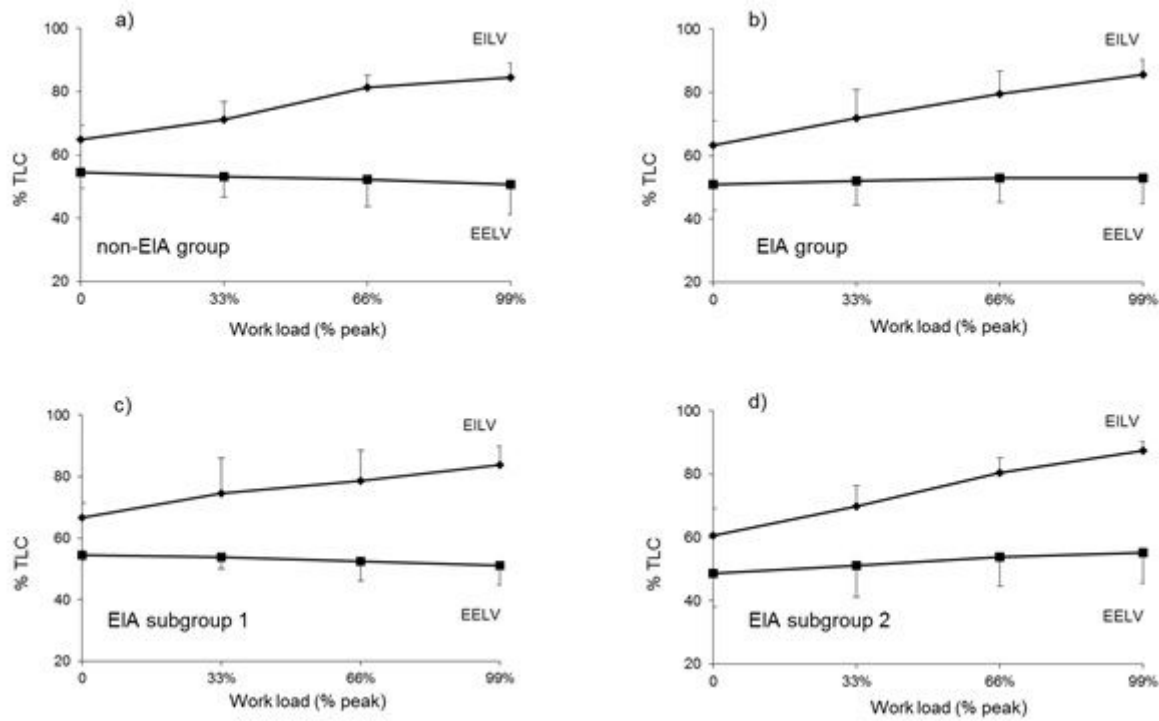 a)
100
80
60
40
20
% TLC
EILV
EELV
non-EIA group
0 33% 66% 99%
Work load (% peak)
b)
100
80
60
40
20
% TLC
EILV
EELV
EIA group
0 33% 66% 99%
Work load (% peak)
c)
100
80
60
40
20
% TLC
EILV
EELV
EIA subgroup 1
0 33% 66% 99%
Work load (% peak)
d)
100
80
60
40
20
% TLC
EILV
EELV
EIA subgroup 2
0 33% 66% 99%
Work load (% peak)